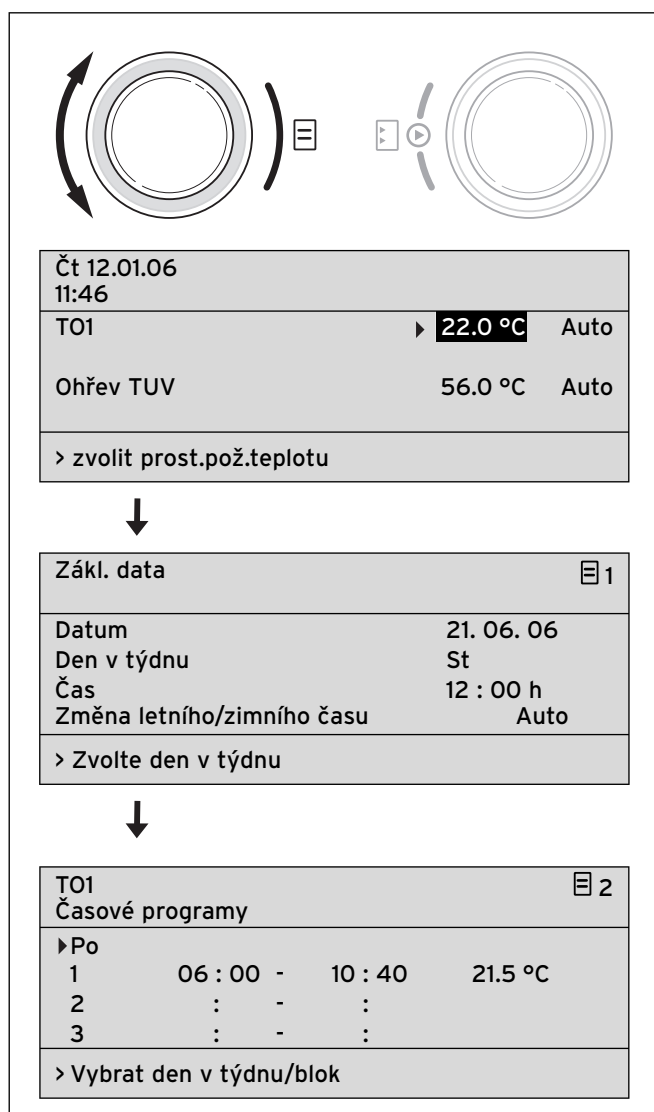 Čt 12.01.06
11:46
TO1 22.0 °C Auto
Ohřev TUV 56.0 °C Auto
> zvolit prost.pož.teplotu
Zákl. data 1
Datum 21. 06. 06
Den v týdnu St
Čas 12 : 00 h
Změna letního/zimního času Auto
> Zvolte den v týdnu
TO1 2
Časové programy
Po
1 06 : 00 - 10 : 40 21.5 °C
2 : - :
3 : - :
> Vybrat den v týdnu/blok